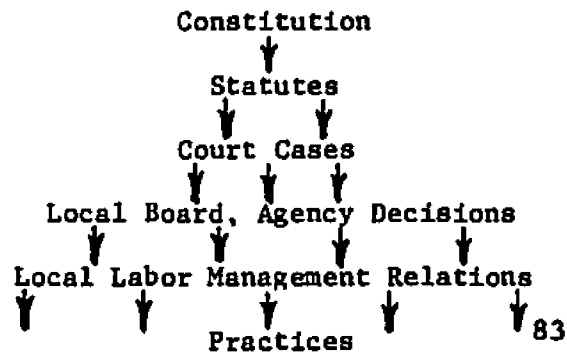 Constitution
Statutes
Court Cases
Local Board, Agency Decisions
Local Labor Management Relations
83
Practices